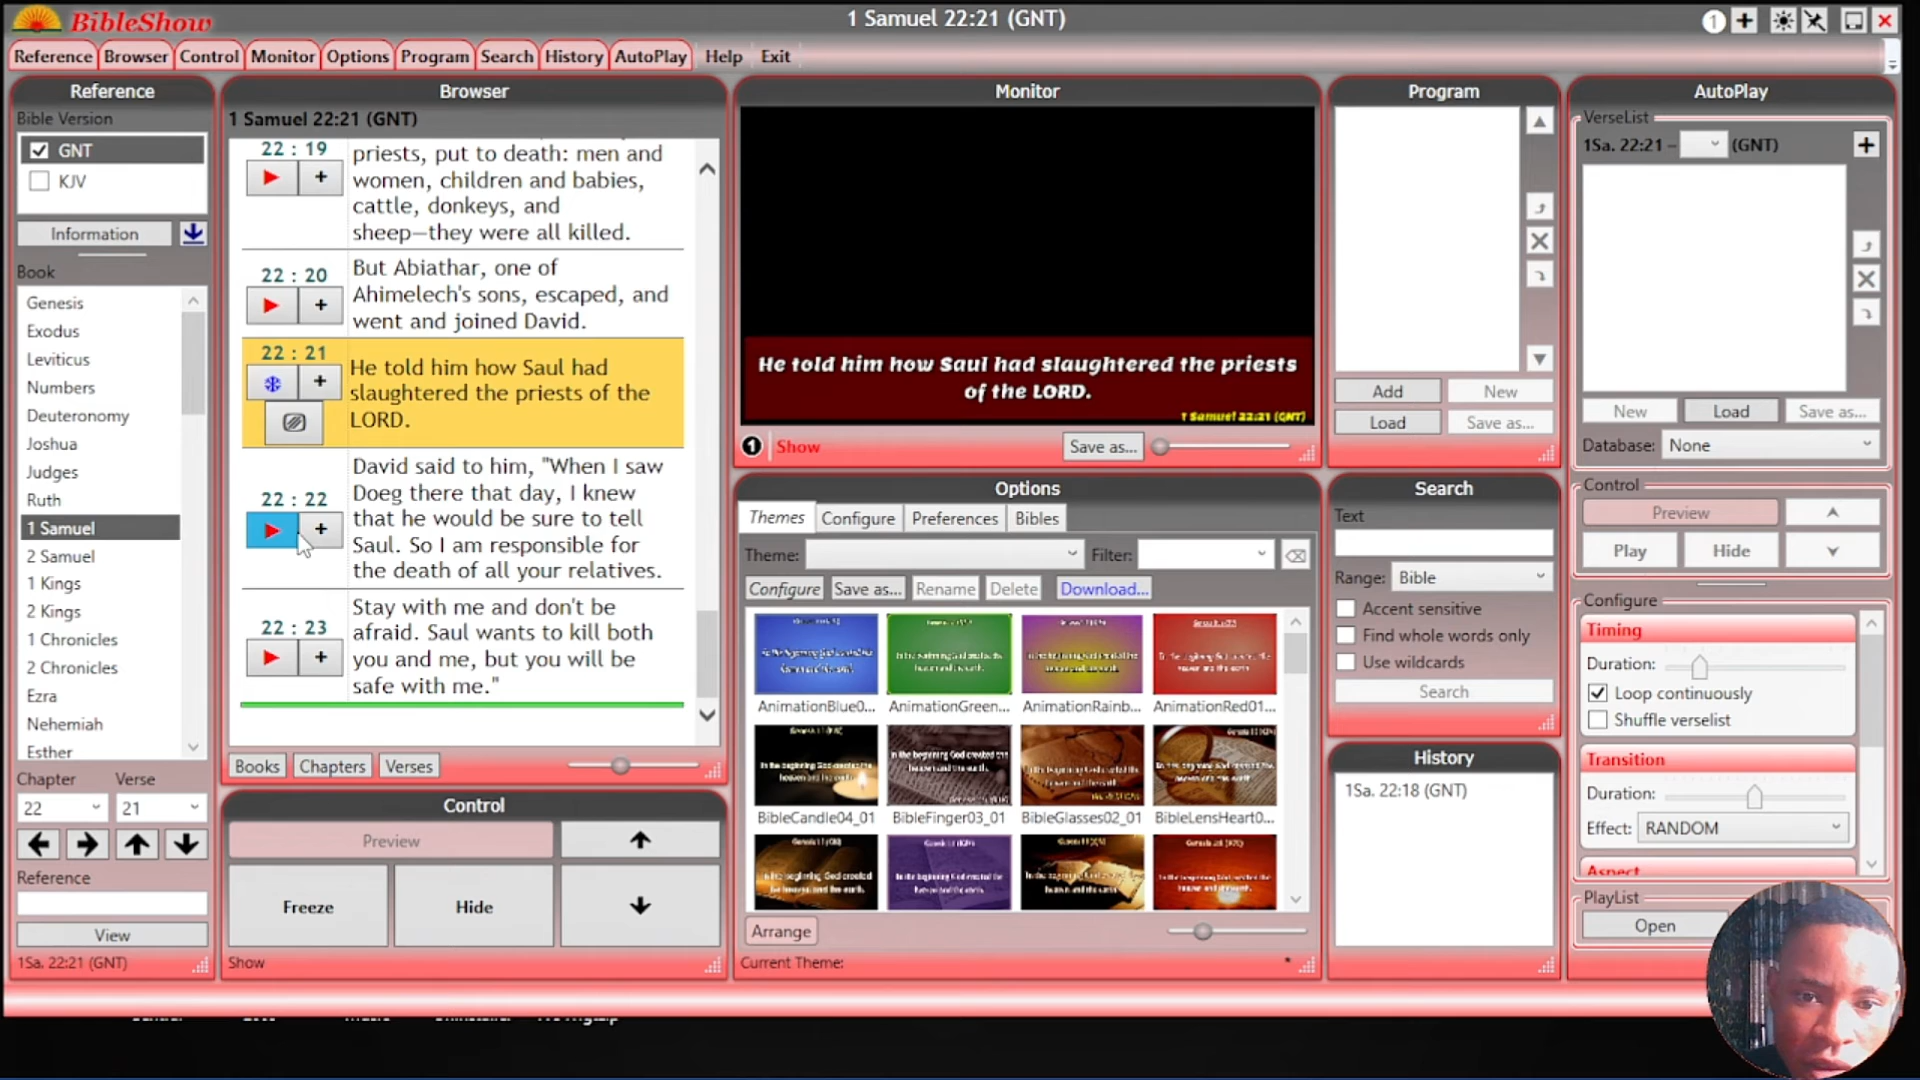 BibleShow
1 Samuel 22:21 (GNT)
1
Reference Browser Control Monitor Options Program Search History AutoPlay Help Exit
Reference
Bible Version
GNT
KJV
Information
Book
Genesis
Exodus
Leviticus
Numbers
Deuteronomy
Joshua
Judges
Ruth
1 Samuel
2 Samuel
1 Kings
2 Kings
1 Chronicles
2 Chronicles
Ezra
Nehemiah
Esther
Chapter Verse
22 21
Reference
View
1Sa. 22:21 (GNT)
Browser
1 Samuel 22:21 (GNT)
22 : 19
priests, put to death: men and
women, children and babies,
cattle, donkeys, and
sheep—they were all killed.
22 : 20
But Abiathar, one of
Ahimelech's sons, escaped, and
went and joined David.
22 : 21
He told him how Saul had
slaughtered the priests of the
LORD.
22 : 22
David said to him, "When I saw
Doeg there that day, I knew
that he would be sure to tell
Saul. So I am responsible for
the death of all your relatives.
22 : 23
Stay with me and don't be
afraid. Saul wants to kill both
you and me, but you will be
safe with me."
Books Chapters Verses
Control
Preview
Freeze Hide
Show
Monitor
He told him how Saul had slaughtered the priests
of the LORD.
1 Samuel 22:21 (GNT)
1 Show Save as...
Options
Themes Configure Preferences Bibles
Theme: Filter:
Configure Save as... Rename Delete Download...
AnimationBlue0... AnimationGreen... AnimationRainb... AnimationRed01...
BibleCandle04_01 BibleFinger03_01 BibleGlasses02_01 BibleLensHeart0...
Arrange
Current Theme: *
Program
Add New
Load Save as...
Search
Text
Range: Bible
Accent sensitive
Find whole words only
Use wildcards
Search
History
1Sa. 22:18 (GNT)
AutoPlay
VerseList
1Sa. 22:21 – (GNT)
New Load Save as...
Database: None
Control
Preview
Play Hide
Configure
Timing
Duration:
Loop continuously
Shuffle verselist
Transition
Duration:
Effect: RANDOM
Aspect
PlayList
Open